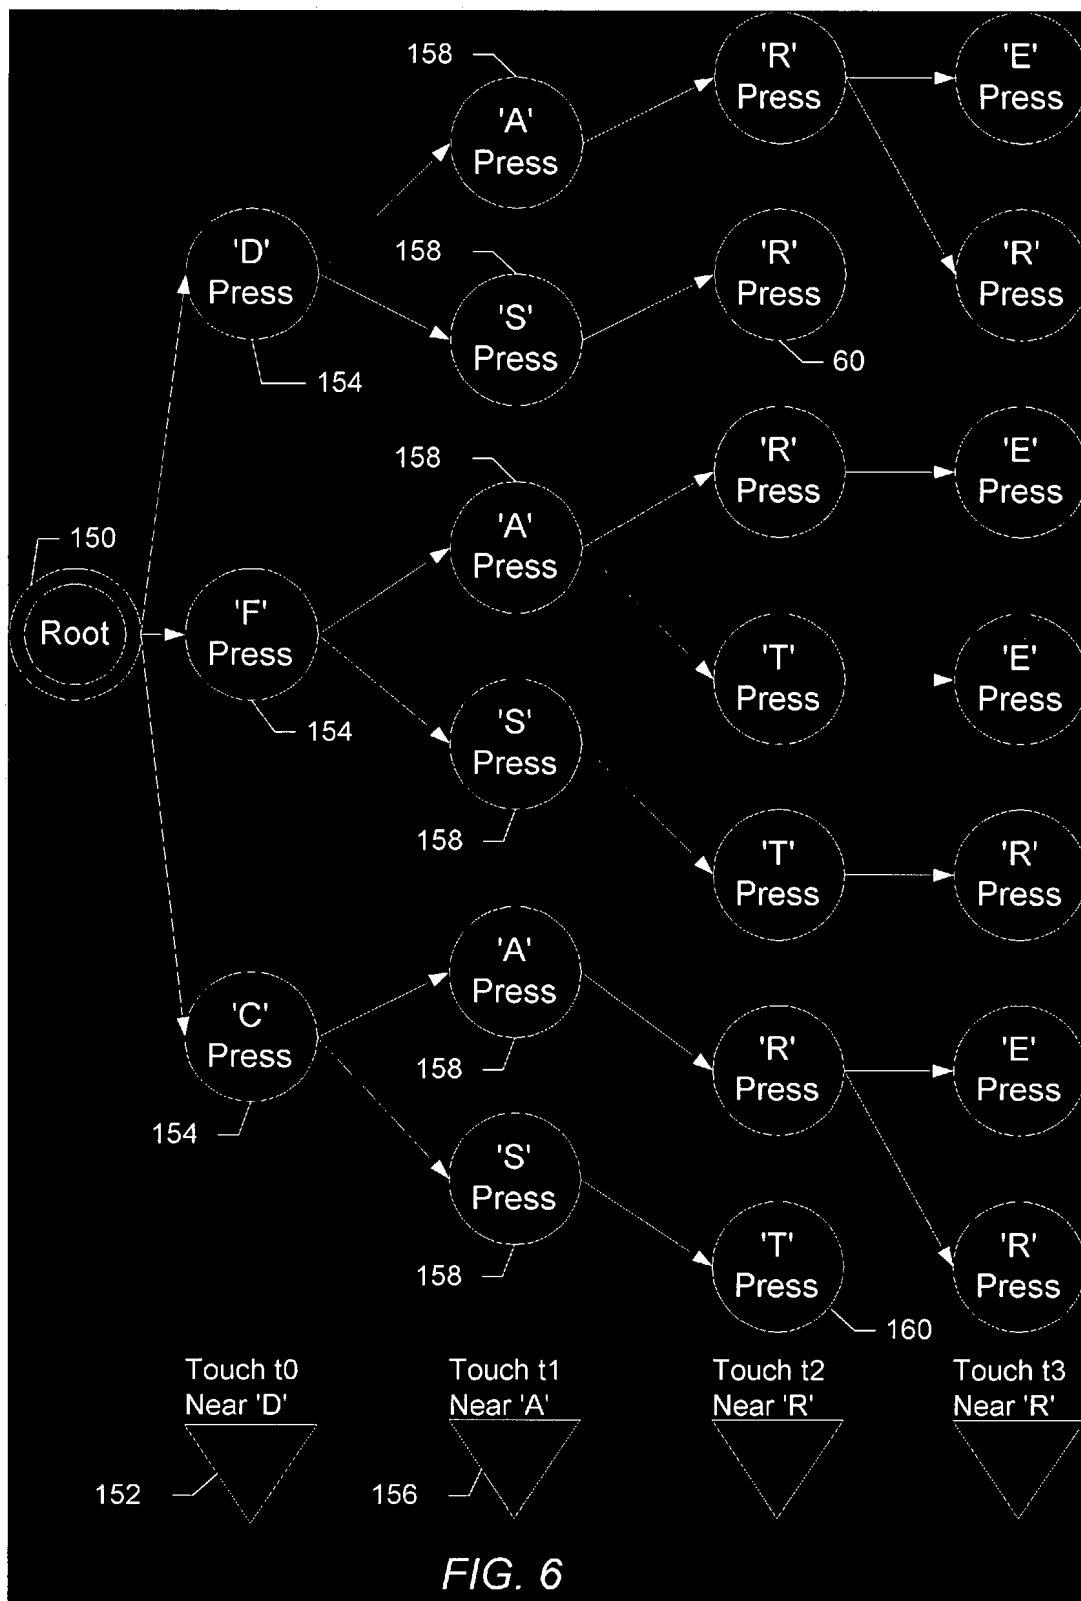 158
'R'
Press
'E'
Press
'A'
Press
'D'
Press
158
'R'
Press
'R'
Press
'S'
Press
60
154
158
'R'
Press
'E'
Press
'A'
Press
150
Root
'F'
Press
'T'
Press
'E'
Press
154
'S'
Press
158
'T'
Press
'R'
Press
'A'
Press
'C'
Press
158
'R'
Press
'E'
Press
154
'S'
Press
158
'T'
Press
'R'
Press
160
Touch t0
Near 'D'
Touch t1
Near 'A'
Touch t2
Near 'R'
Touch t3
Near 'R'
152
156
FIG. 6